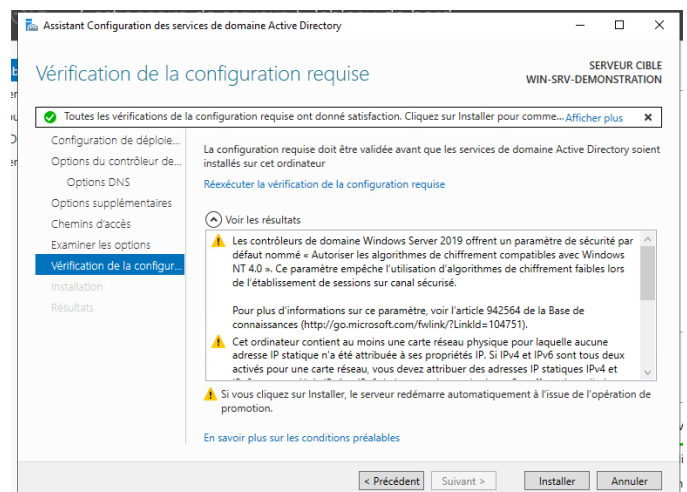 Assistant Configuration des services de domaine Active Directory
Vérification de la configuration requise
SERVEUR CIBLE
WIN-SRV-DEMONSTRATION
Toutes les vérifications de la configuration requise ont donné satisfaction. Cliquez sur Installer pour comme... Afficher plus
Configuration de déploie...
Options du contrôleur de...
Options DNS
Options supplémentaires
Chemins d'accès
Examiner les options
Vérification de la configur...
Installation
Résultats
La configuration requise doit être validée avant que les services de domaine Active Directory soient
installés sur cet ordinateur
Réexécuter la vérification de la configuration requise
Voir les résultats
Les contrôleurs de domaine Windows Server 2019 offrent un paramètre de sécurité par
défaut nommé « Autoriser les algorithmes de chiffrement compatibles avec Windows
NT 4.0 ». Ce paramètre empêche l'utilisation d'algorithmes de chiffrement faibles lors
de l'établissement de sessions sur canal sécurisé.
Pour plus d'informations sur ce paramètre, voir l'article 942564 de la Base de
connaissances (http://go.microsoft.com/fwlink/?LinkId=104751).
Cet ordinateur contient au moins une carte réseau physique pour laquelle aucune
adresse IP statique n'a été attribuée à ses propriétés IP. Si IPv4 et IPv6 sont tous deux
activés pour une carte réseau, vous devez attribuer des adresses IP statiques IPv4 et
Si vous cliquez sur Installer, le serveur redémarre automatiquement à l'issue de l'opération de
promotion.
En savoir plus sur les conditions préalables
< Précédent
Suivant >
Installer
Annuler